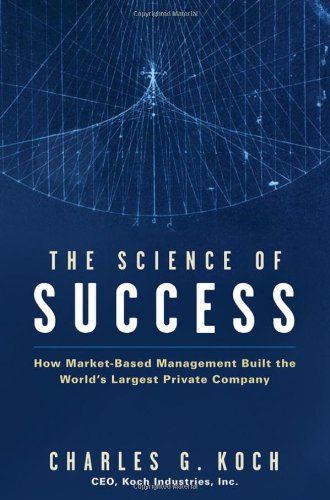 THE SCIENCE OF
SUCCESS
How Market-Based Management Built the
World's Largest Private Company
CHARLES G. KOCH
CEO, Koch Industries, Inc.